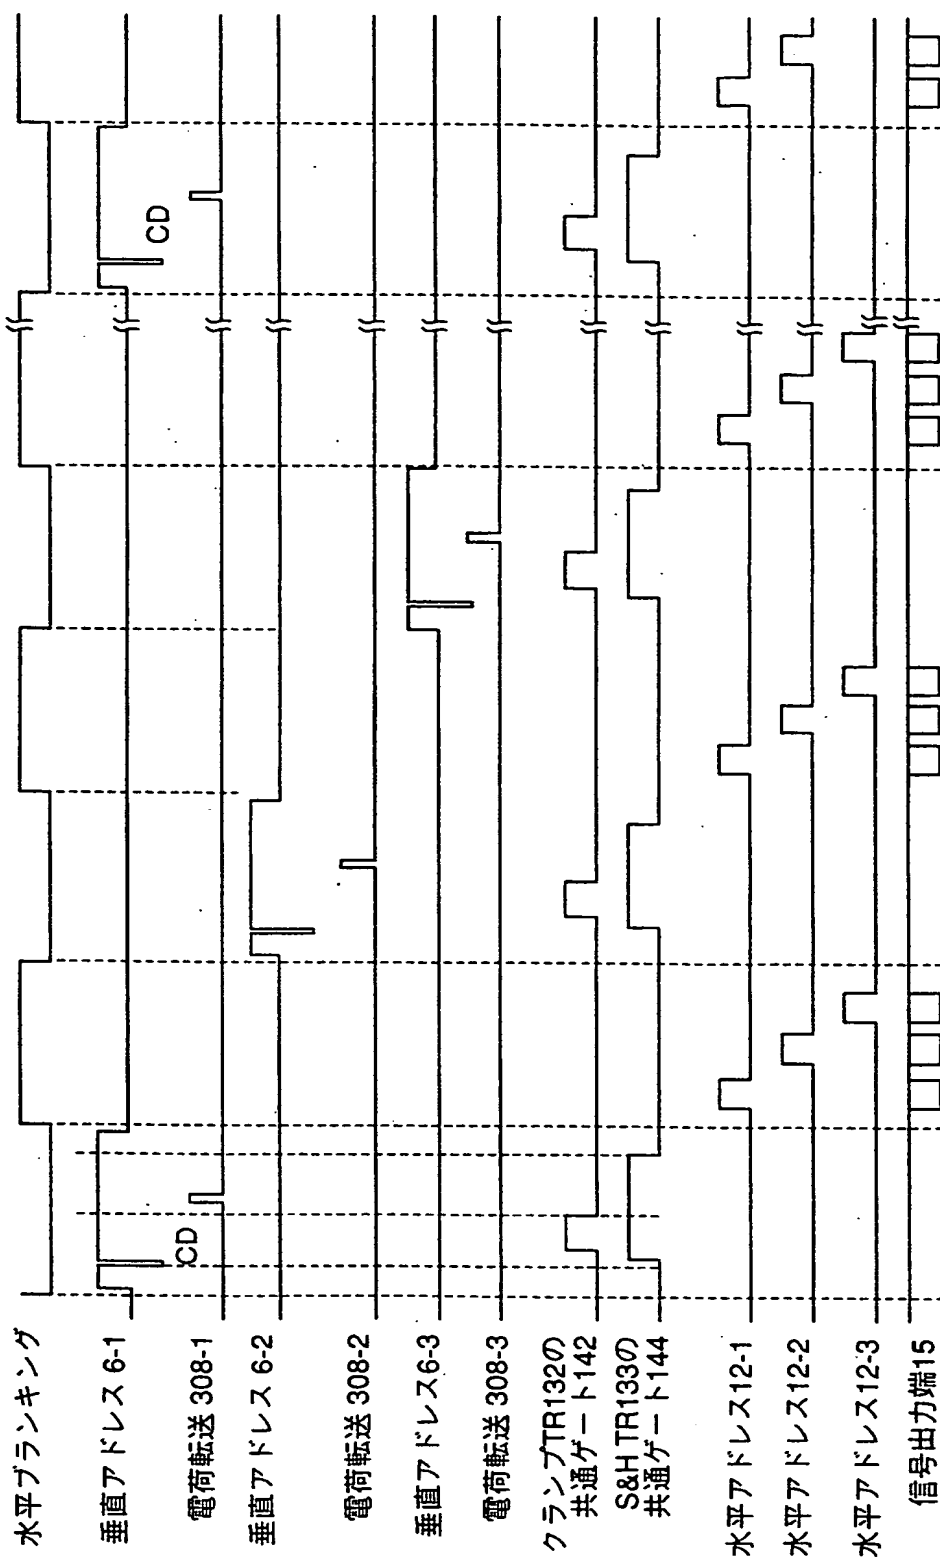 水平ブランキング
垂直アドレス 6-1
電荷転送 308-1
垂直アドレス 6-2
電荷転送 308-2
垂直アドレス6-3
電荷転送 308-3
クランプTR132の
共通ゲート142
S&H TR133の
共通ゲート144
水平アドレス12-1
水平アドレス12-2
水平アドレス12-3
信号出力端15
CD
CD